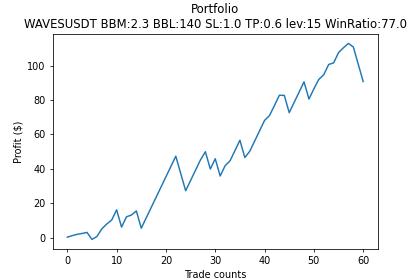 Portfolio
WAVESUSDT BBM:2.3 BBL:140 SL:1.0 TP:0.6 lev:15 WinRatio:77.0
100
80
60
40
20
0
Profit ($)
0 10 20 30 40 50 60
Trade counts